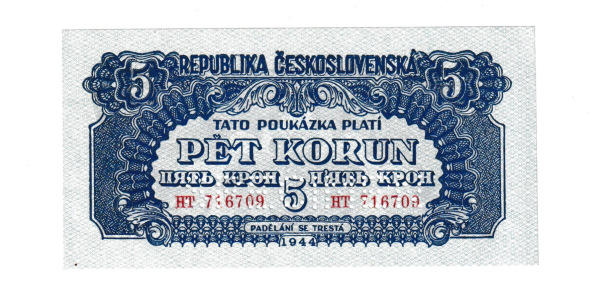 REPUBLIKA ČESKOSLOVENSKÁ
5 5
TATO POUKÁZKA PLATÍ
PĚT KORUN
ПЯТЬ КРОН 5 П'ЯТЬ КРОН
HT 716709 HT 716709
PADĚLÁNÍ SE TRESTÁ
1944